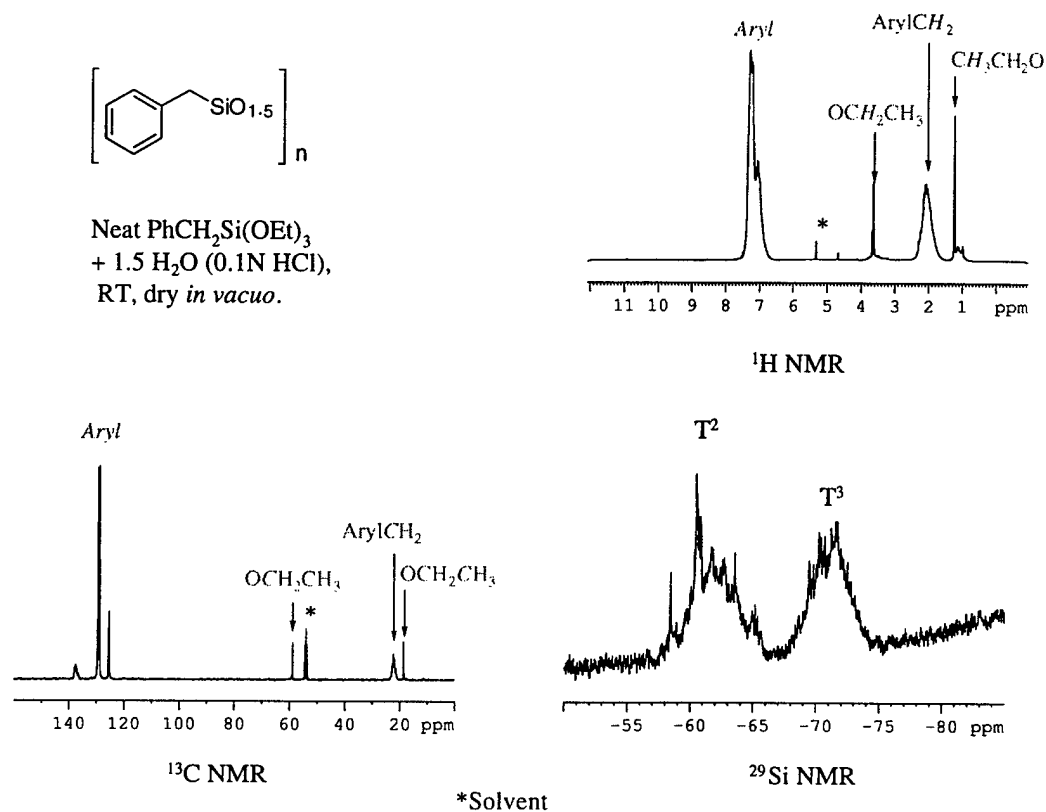 SiO1.5
n
Neat PhCH2Si(OEt)3
+ 1.5 H2O (0.1N HCl),
RT, dry in vacuo.
Aryl
ArylCH2
CH3CH2O
OCH2CH3
*
11 10 9 8 7 6 5 4 3 2 1 ppm
1H NMR
Aryl
ArylCH2
OCH2CH3
OCH2CH3
*
140 120 100 80 60 40 20 ppm
13C NMR
T2
T3
-55 -60 -65 -70 -75 -80 ppm
29Si NMR
*Solvent